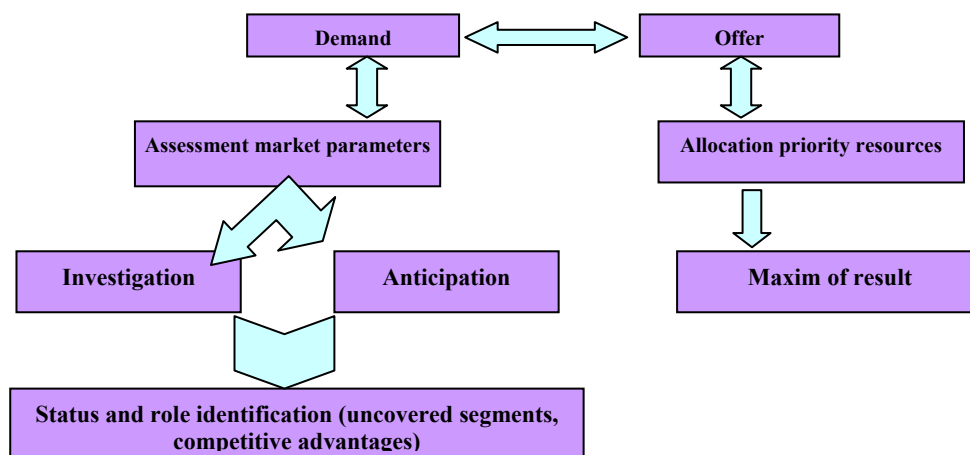 Demand
Offer
Assessment market parameters
Allocation priority resources
Investigation
Anticipation
Maxim of result
Status and role identification (uncovered segments,
competitive advantages)